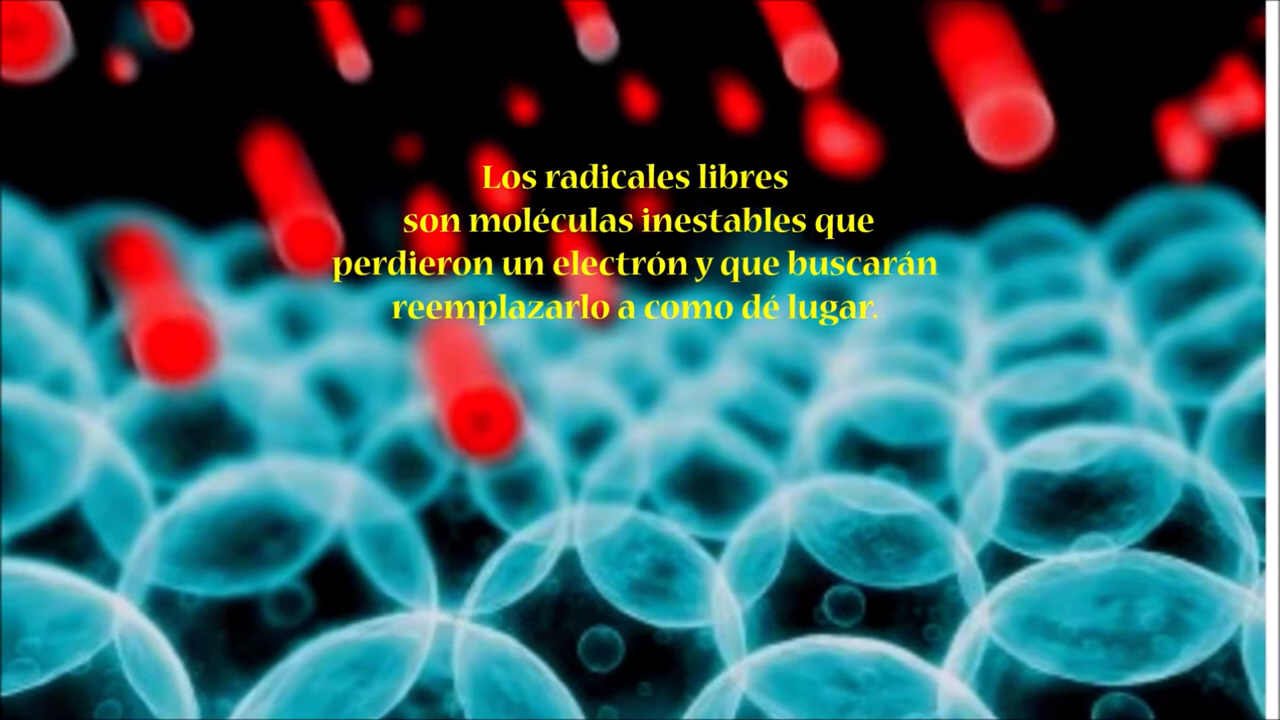 Los radicales libres
son moléculas inestables que
perdieron un electrón y que buscarán
reemplazarlo a como dé lugar.